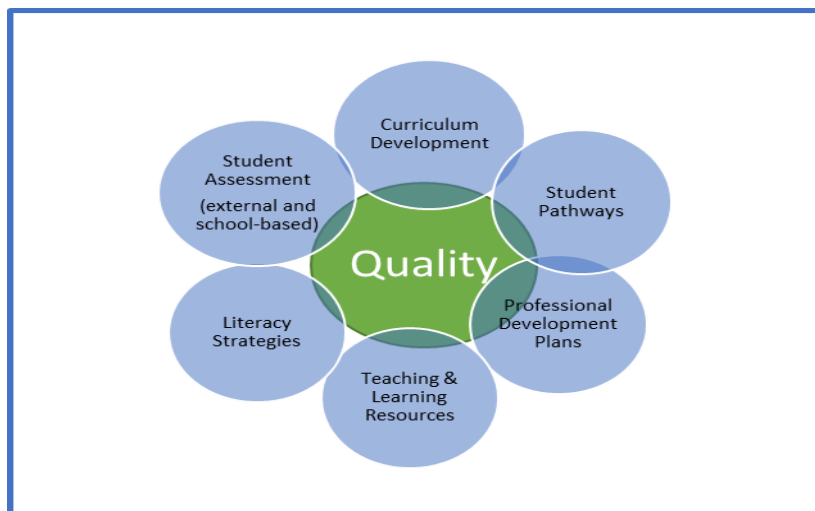 Curriculum
Development
Student
Assessment
(external and
school-based)
Student
Pathways
Quality
Professional
Development
Plans
Literacy
Strategies
Teaching &
Learning
Resources